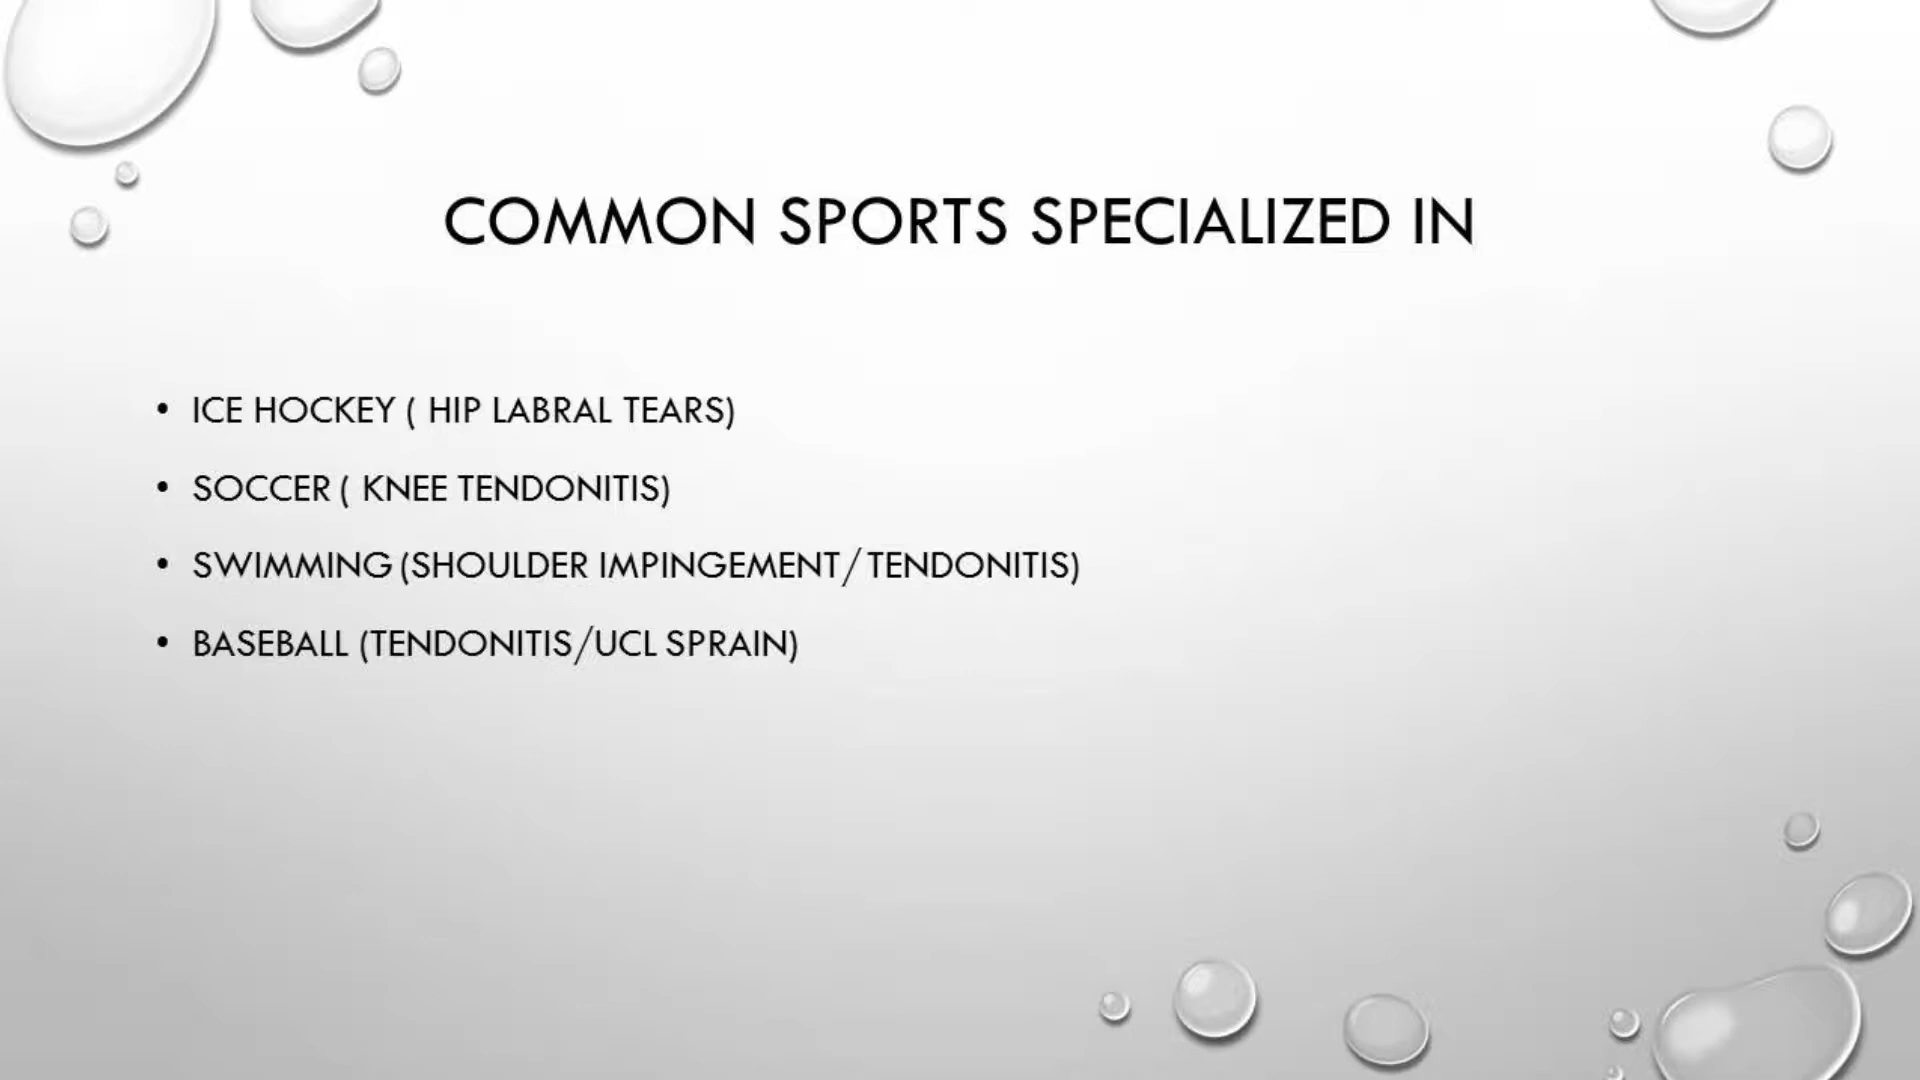 COMMON SPORTS SPECIALIZED IN
• ICE HOCKEY ( HIP LABRAL TEARS)
• SOCCER ( KNEE TENDONITIS)
• SWIMMING (SHOULDER IMPINGEMENT/ TENDONITIS)
• BASEBALL (TENDONITIS/UCL SPRAIN)